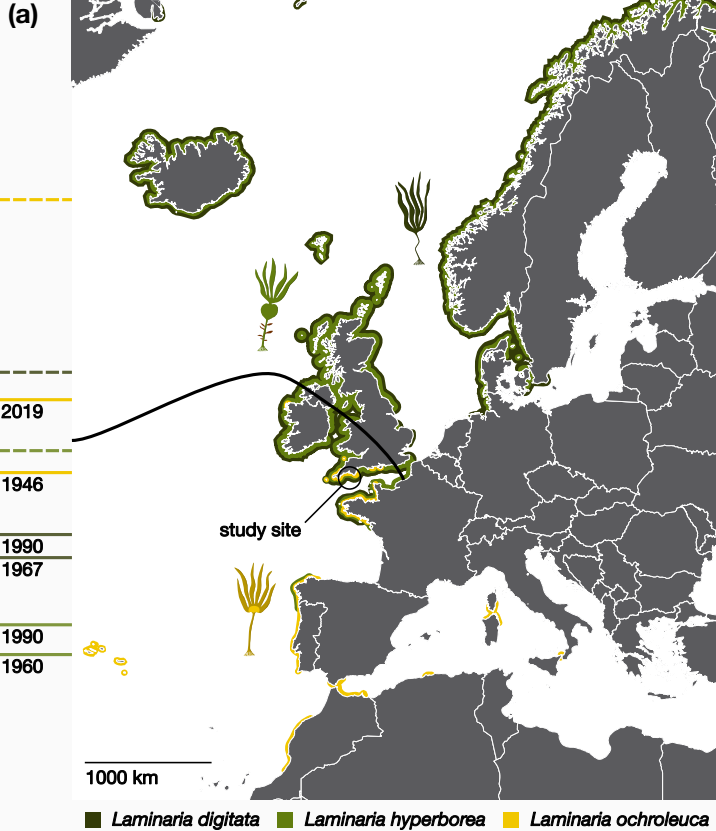 (a)
2019
1946
1990
1967
1990
1960
study site
1000 km
Laminaria digitata Laminaria hyperborea Laminaria ochroleuca